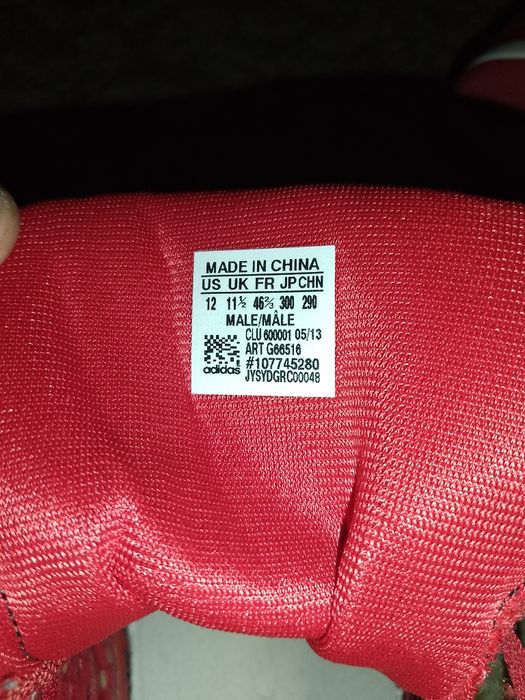 MADE IN CHINA
US UK FR JP CHN
12 11½ 46⅔ 300 290
MALE/MÂLE
CLU 600001 05/13
ART G66516
#107745280
adidas JYSYDGRC00048